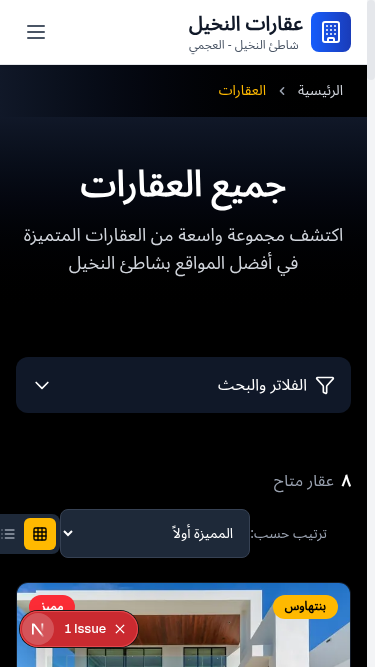 عقارات النخيل
شاطئ النخيل - العجمي
الرئيسية
العقارات
جميع العقارات
اكتشف مجموعة واسعة من العقارات المتميزة
في أفضل المواقع بشاطئ النخيل
الفلاتر والبحث
٨ عقار متاح
ترتيب حسب:
المميزة أولاً
بنتهاوس
مميز
N
1 Issue